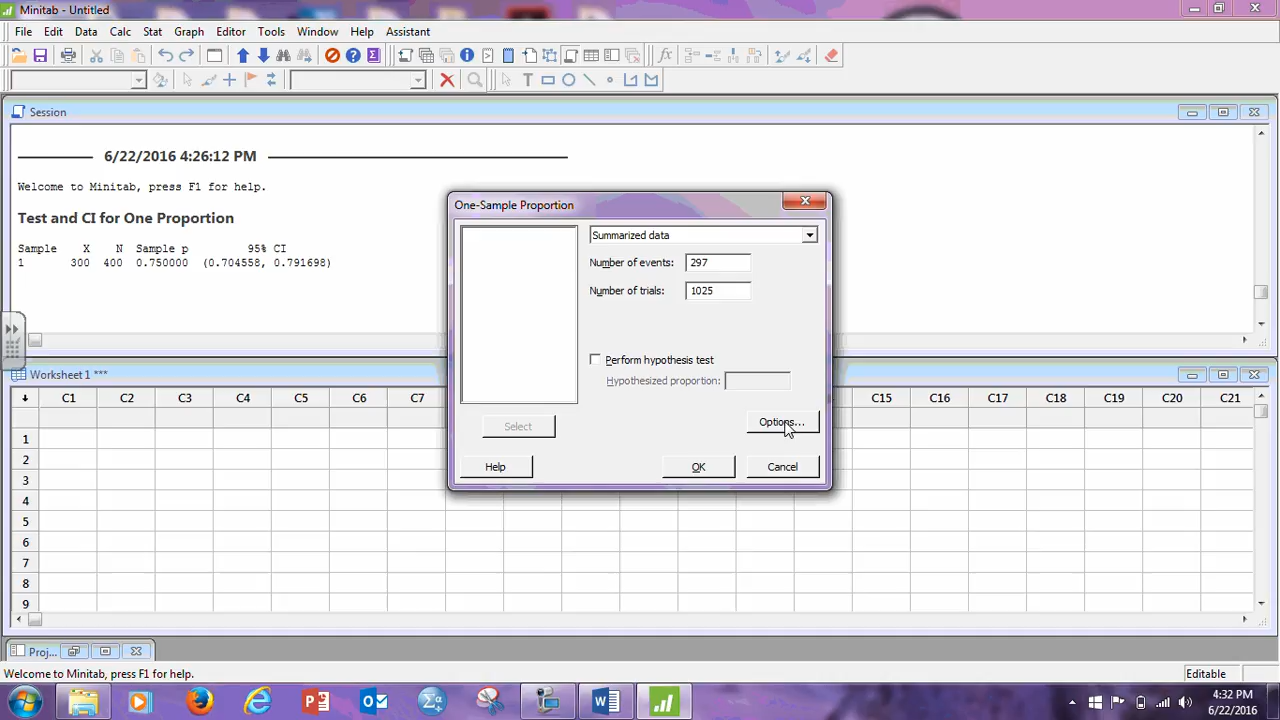 Minitab - Untitled
File Edit Data Calc Stat Graph Editor Tools Window Help Assistant
Session
6/22/2016 4:26:12 PM
Welcome to Minitab, press F1 for help.
Test and CI for One Proportion
Sample X N Sample p 95% CI
1 300 400 0.750000 (0.704558, 0.791698)
One-Sample Proportion
Summarized data
Number of events: 297
Number of trials: 1025
Perform hypothesis test
Hypothesized proportion:
Options...
Select
Help OK Cancel
Worksheet 1 ***
C1 C2 C3 C4 C5 C6 C7 C15 C16 C17 C18 C19 C20 C21
1
2
3
4
5
6
7
8
9
Proj...
Welcome to Minitab, press F1 for help. Editable
4:32 PM
6/22/2016